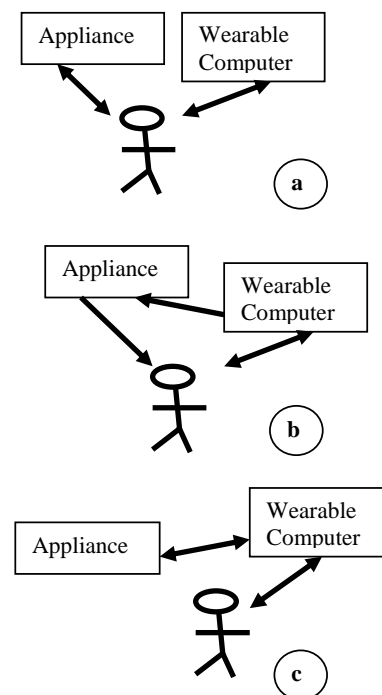 Appliance
Wearable
Computer
a
Appliance
Wearable
Computer
b
Appliance
Wearable
Computer
c